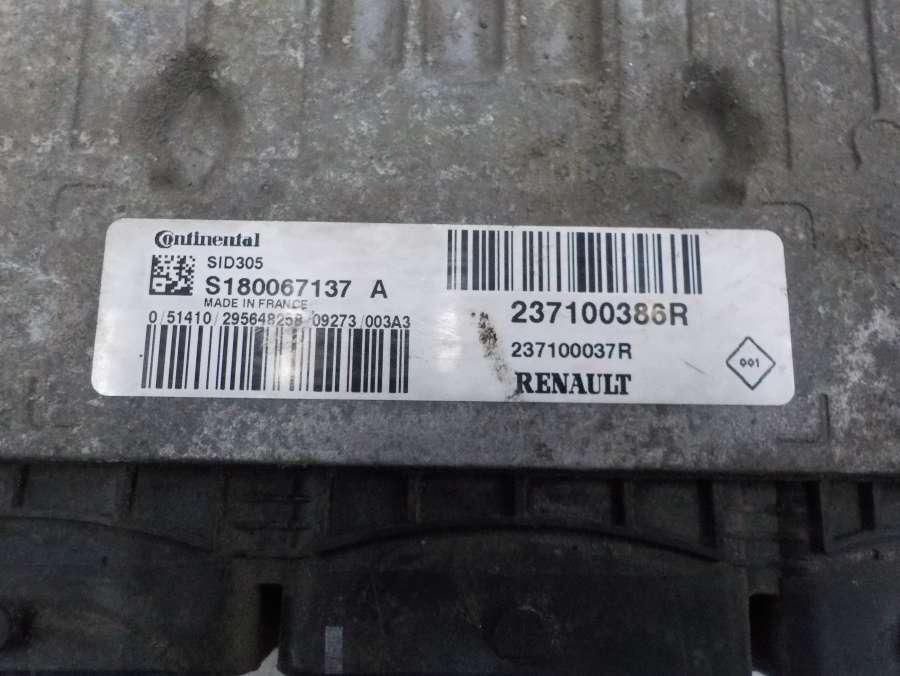 Continental
SID305
S180067137 A
MADE IN FRANCE
0/51410/295648258/09273/003A3
237100386R
237100037R
RENAULT
001